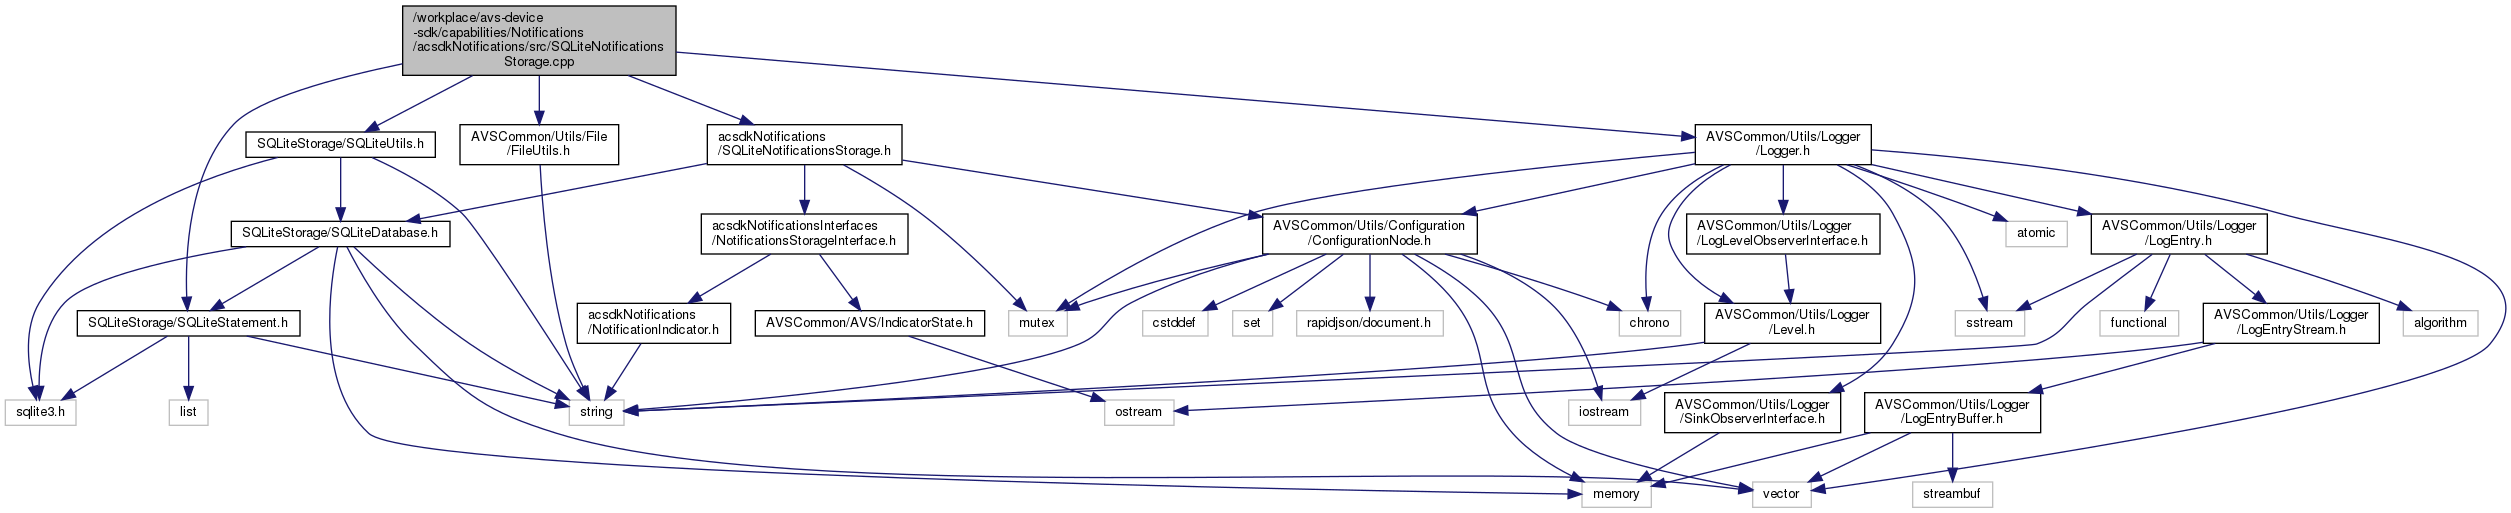 /workplace/avs-device
-sdk/capabilities/Notifications
/acsdkNotifications/src/SQLiteNotifications
Storage.cpp
SQLiteStorage/SQLiteUtils.h
AVSCommon/Utils/File
/FileUtils.h
acsdkNotifications
/SQLiteNotificationsStorage.h
AVSCommon/Utils/Logger
/Logger.h
SQLiteStorage/SQLiteDatabase.h
acsdkNotificationsInterfaces
/NotificationsStorageInterface.h
AVSCommon/Utils/Configuration
/ConfigurationNode.h
AVSCommon/Utils/Logger
/LogLevelObserverInterface.h
atomic
AVSCommon/Utils/Logger
/LogEntry.h
SQLiteStorage/SQLiteStatement.h
acsdkNotifications
/NotificationIndicator.h
AVSCommon/AVS/IndicatorState.h
mutex
cstddef
set
rapidjson/document.h
chrono
AVSCommon/Utils/Logger
/Level.h
sstream
functional
AVSCommon/Utils/Logger
/LogEntryStream.h
algorithm
sqlite3.h
list
string
ostream
iostream
AVSCommon/Utils/Logger
/SinkObserverInterface.h
AVSCommon/Utils/Logger
/LogEntryBuffer.h
memory
vector
streambuf